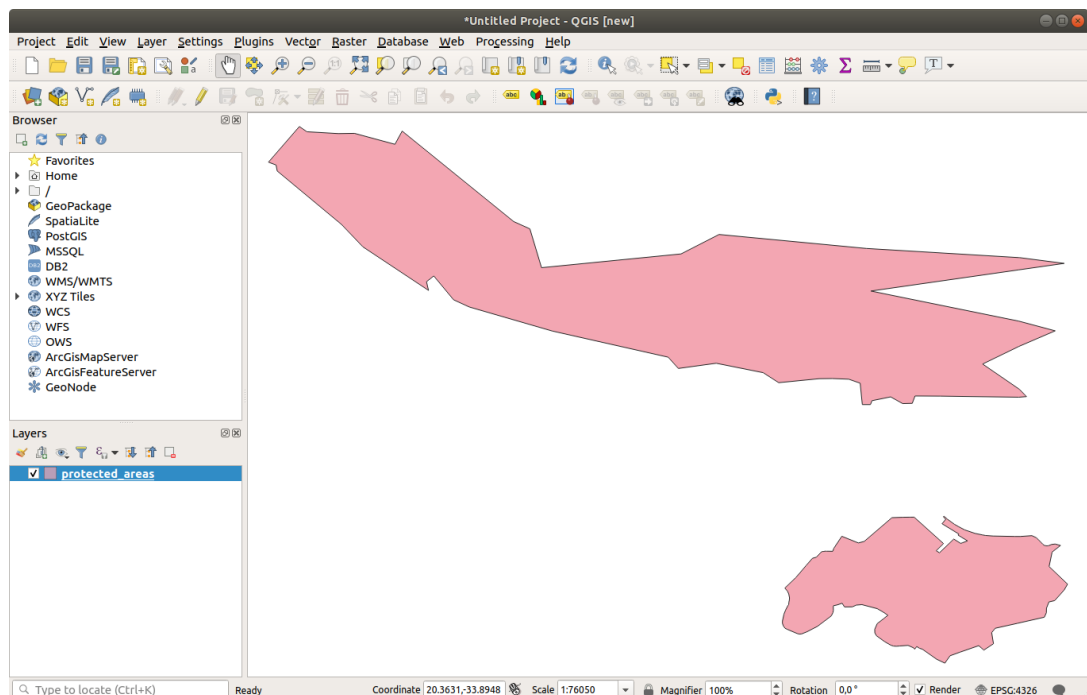 *Untitled Project - QGIS [new]
Project Edit View Layer Settings Plugins Vector Raster Database Web Processing Help
Browser
Favorites
Home
/
GeoPackage
SpatiaLite
PostGIS
MSSQL
DB2
WMS/WMTS
XYZ Tiles
WCS
WFS
OWS
ArcGisMapServer
ArcGisFeatureServer
GeoNode
Layers
protected_areas
Type to locate (Ctrl+K) Ready Coordinate 20.3631,-33.8948 Scale 1:76050 Magnifier 100% Rotation 0,0 ° Render EPSG:4326